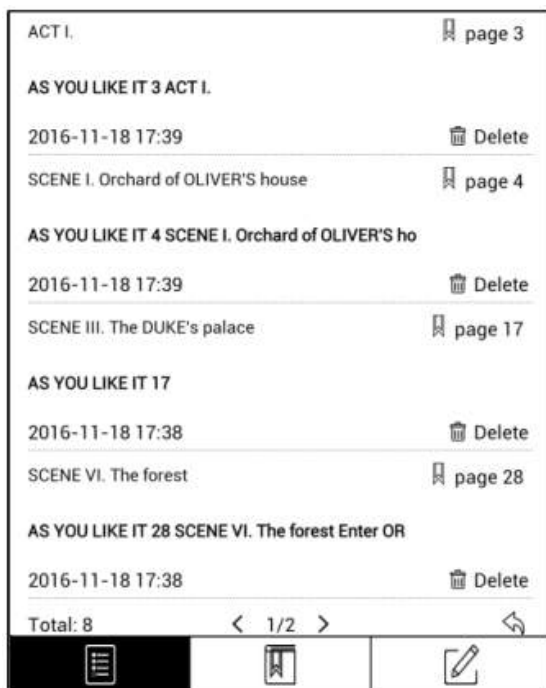 ACT I. page 3
AS YOU LIKE IT 3 ACT I.
2016-11-18 17:39 Delete
SCENE I. Orchard of OLIVER'S house page 4
AS YOU LIKE IT 4 SCENE I. Orchard of OLIVER'S ho
2016-11-18 17:39 Delete
SCENE III. The DUKE's palace page 17
AS YOU LIKE IT 17
2016-11-18 17:38 Delete
SCENE VI. The forest page 28
AS YOU LIKE IT 28 SCENE VI. The forest Enter OR
2016-11-18 17:38 Delete
Total: 8 < 1/2 >